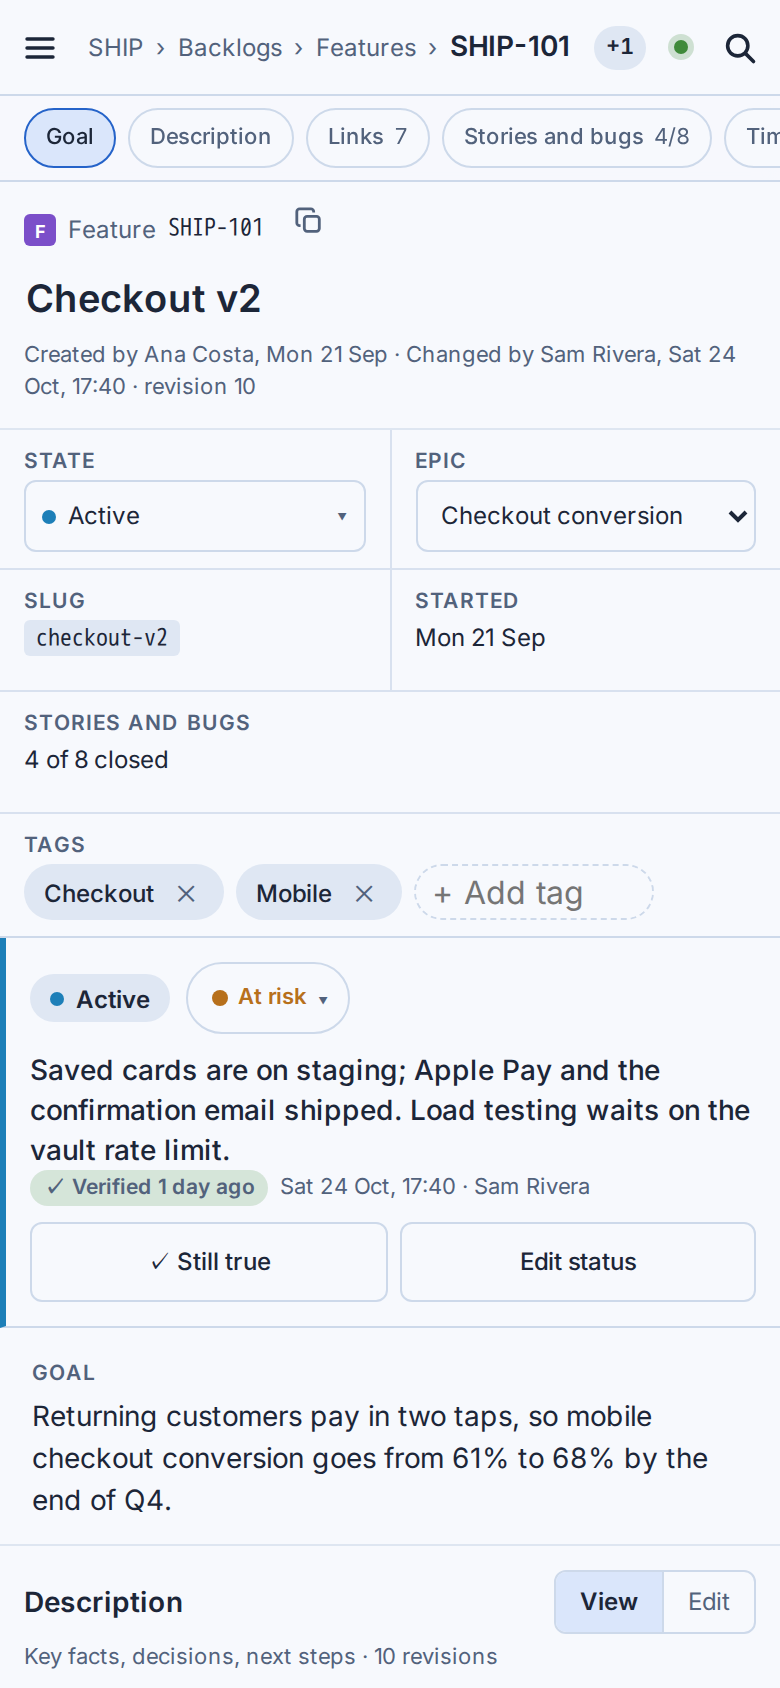 SHIP › Backlogs › Features › SHIP-101 +1
Goal Description Links 7 Stories and bugs 4/8 Tim
F Feature SHIP-101
Checkout v2
Created by Ana Costa, Mon 21 Sep · Changed by Sam Rivera, Sat 24
Oct, 17:40 · revision 10
STATE EPIC
Active ▾ Checkout conversion
SLUG STARTED
checkout-v2 Mon 21 Sep
STORIES AND BUGS
4 of 8 closed
TAGS
Checkout × Mobile × + Add tag
Active At risk ▾
Saved cards are on staging; Apple Pay and the
confirmation email shipped. Load testing waits on the
vault rate limit.
✓ Verified 1 day ago Sat 24 Oct, 17:40 · Sam Rivera
✓ Still true Edit status
GOAL
Returning customers pay in two taps, so mobile
checkout conversion goes from 61% to 68% by the
end of Q4.
Description View Edit
Key facts, decisions, next steps · 10 revisions